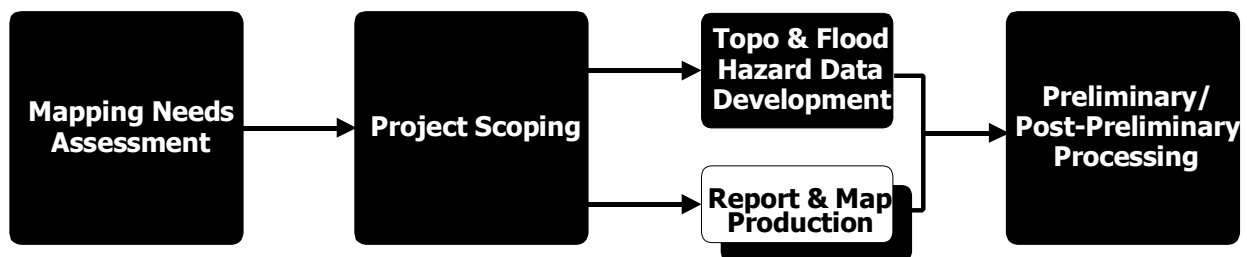 Mapping Needs
Assessment
Project Scoping
Topo & Flood
Hazard Data
Development
Report & Map
Production
Preliminary/
Post-Preliminary
Processing